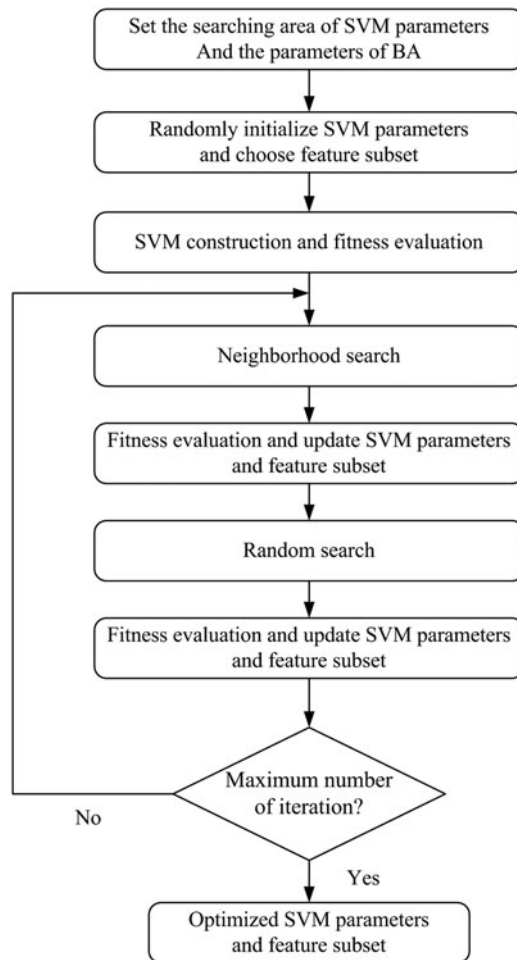 Set the searching area of SVM parameters
And the parameters of BA
Randomly initialize SVM parameters
and choose feature subset
SVM construction and fitness evaluation
Neighborhood search
Fitness evaluation and update SVM parameters
and feature subset
Random search
Fitness evaluation and update SVM parameters
and feature subset
Maximum number
of iteration?
No
Yes
Optimized SVM parameters
and feature subset